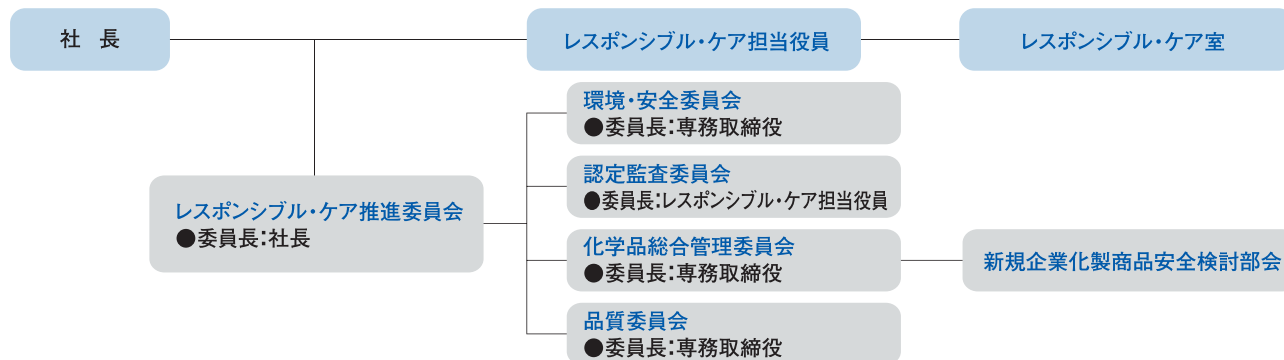 社 長
レスポンシブル・ケア担当役員
レスポンシブル・ケア室
環境・安全委員会
●委員長:専務取締役
認定監査委員会
●委員長:レスポンシブル・ケア担当役員
レスポンシブル・ケア推進委員会
●委員長:社長
化学品総合管理委員会
●委員長:専務取締役
新規企業化製商品安全検討部会
品質委員会
●委員長:専務取締役